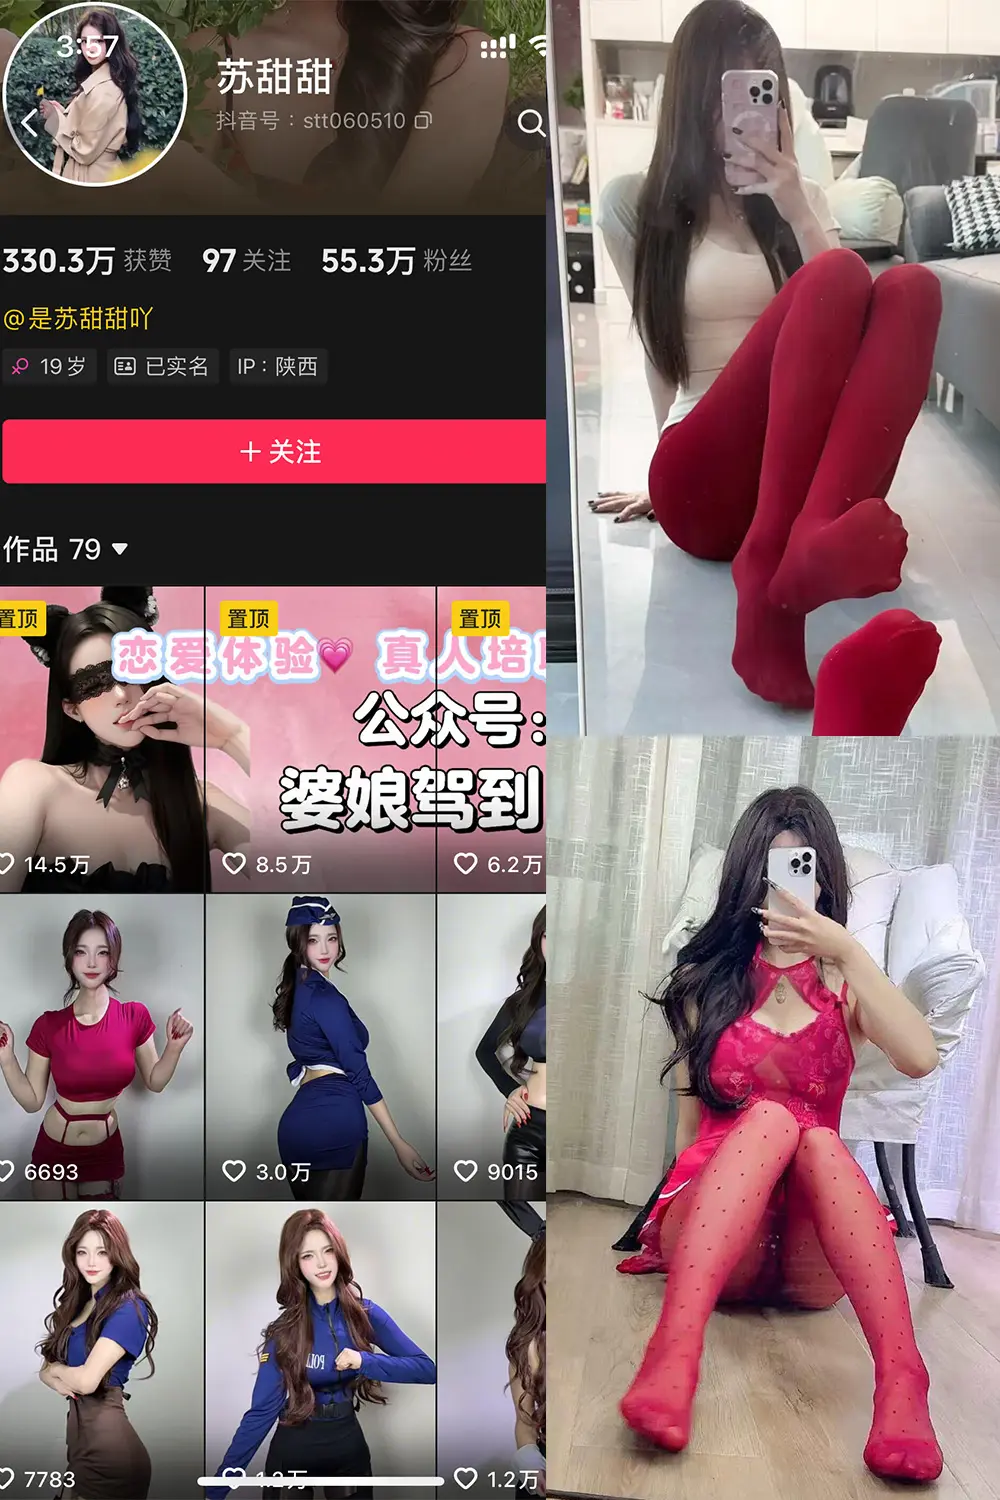 3:57
苏甜甜
抖音号：stt060510
330.3万 获赞 97 关注 55.3万 粉丝
@是苏甜甜吖
19岁 已实名 IP：陕西
＋ 关注
作品 79
置顶 置顶 置顶
恋爱体验 真人培
公众号：
婆娘驾到
14.5万 8.5万 6.2万
6693 3.0万 9015
POL
7783 1.2万 1.2万